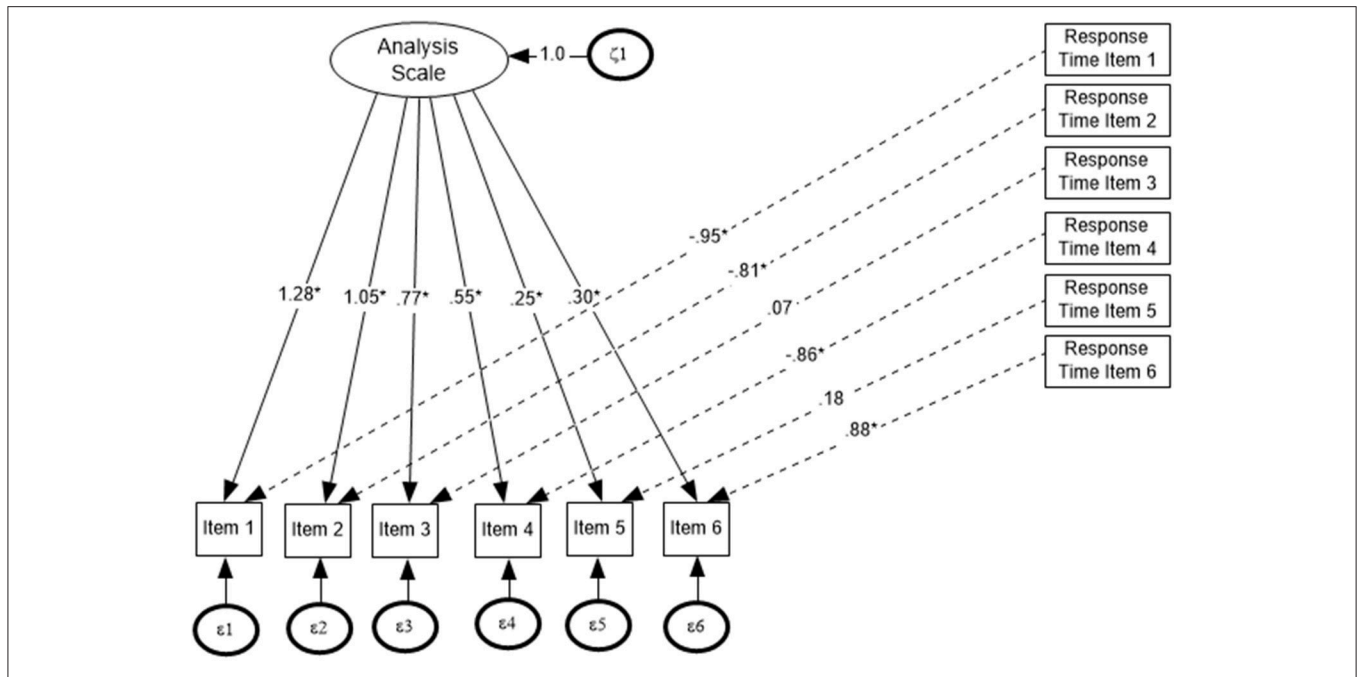 Analysis
Scale
1.0
ζ1
Response
Time Item 1
Response
Time Item 2
Response
Time Item 3
Response
Time Item 4
Response
Time Item 5
Response
Time Item 6
-.95*
-.81*
.07
-.86*
.18
.88*
1.28*
1.05*
.77*
.55*
.25*
.30*
Item 1
Item 2
Item 3
Item 4
Item 5
Item 6
ε1
ε2
ε3
ε4
ε5
ε6